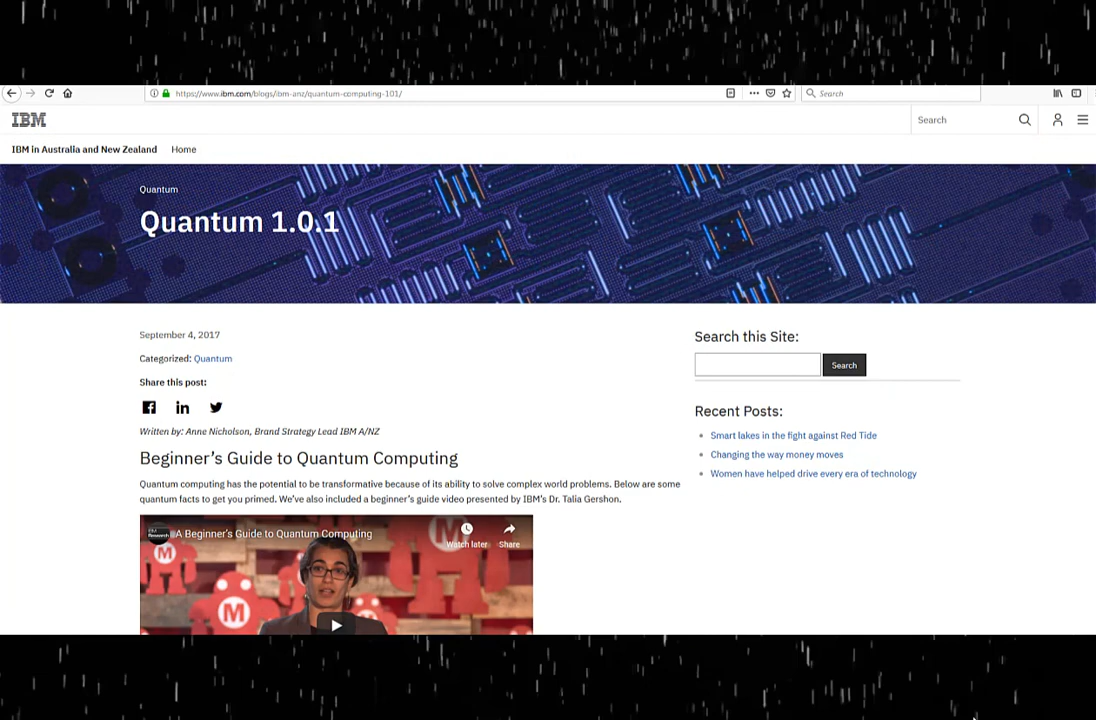 https://www.ibm.com/blogs/ibm-anz/quantum-computing-101/
Search
IBM
Search
IBM in Australia and New Zealand Home
Quantum
Quantum 1.0.1
September 4, 2017
Categorized: Quantum
Share this post:
Written by: Anne Nicholson, Brand Strategy Lead IBM A/NZ
Beginner's Guide to Quantum Computing
Quantum computing has the potential to be transformative because of its ability to solve complex world problems. Below are some
quantum facts to get you primed. We've also included a beginner's guide video presented by IBM's Dr. Talia Gershon.
A Beginner's Guide to Quantum Computing
Watch later Share
M
M
M
Search this Site:
Search
Recent Posts:
Smart lakes in the fight against Red Tide
Changing the way money moves
Women have helped drive every era of technology